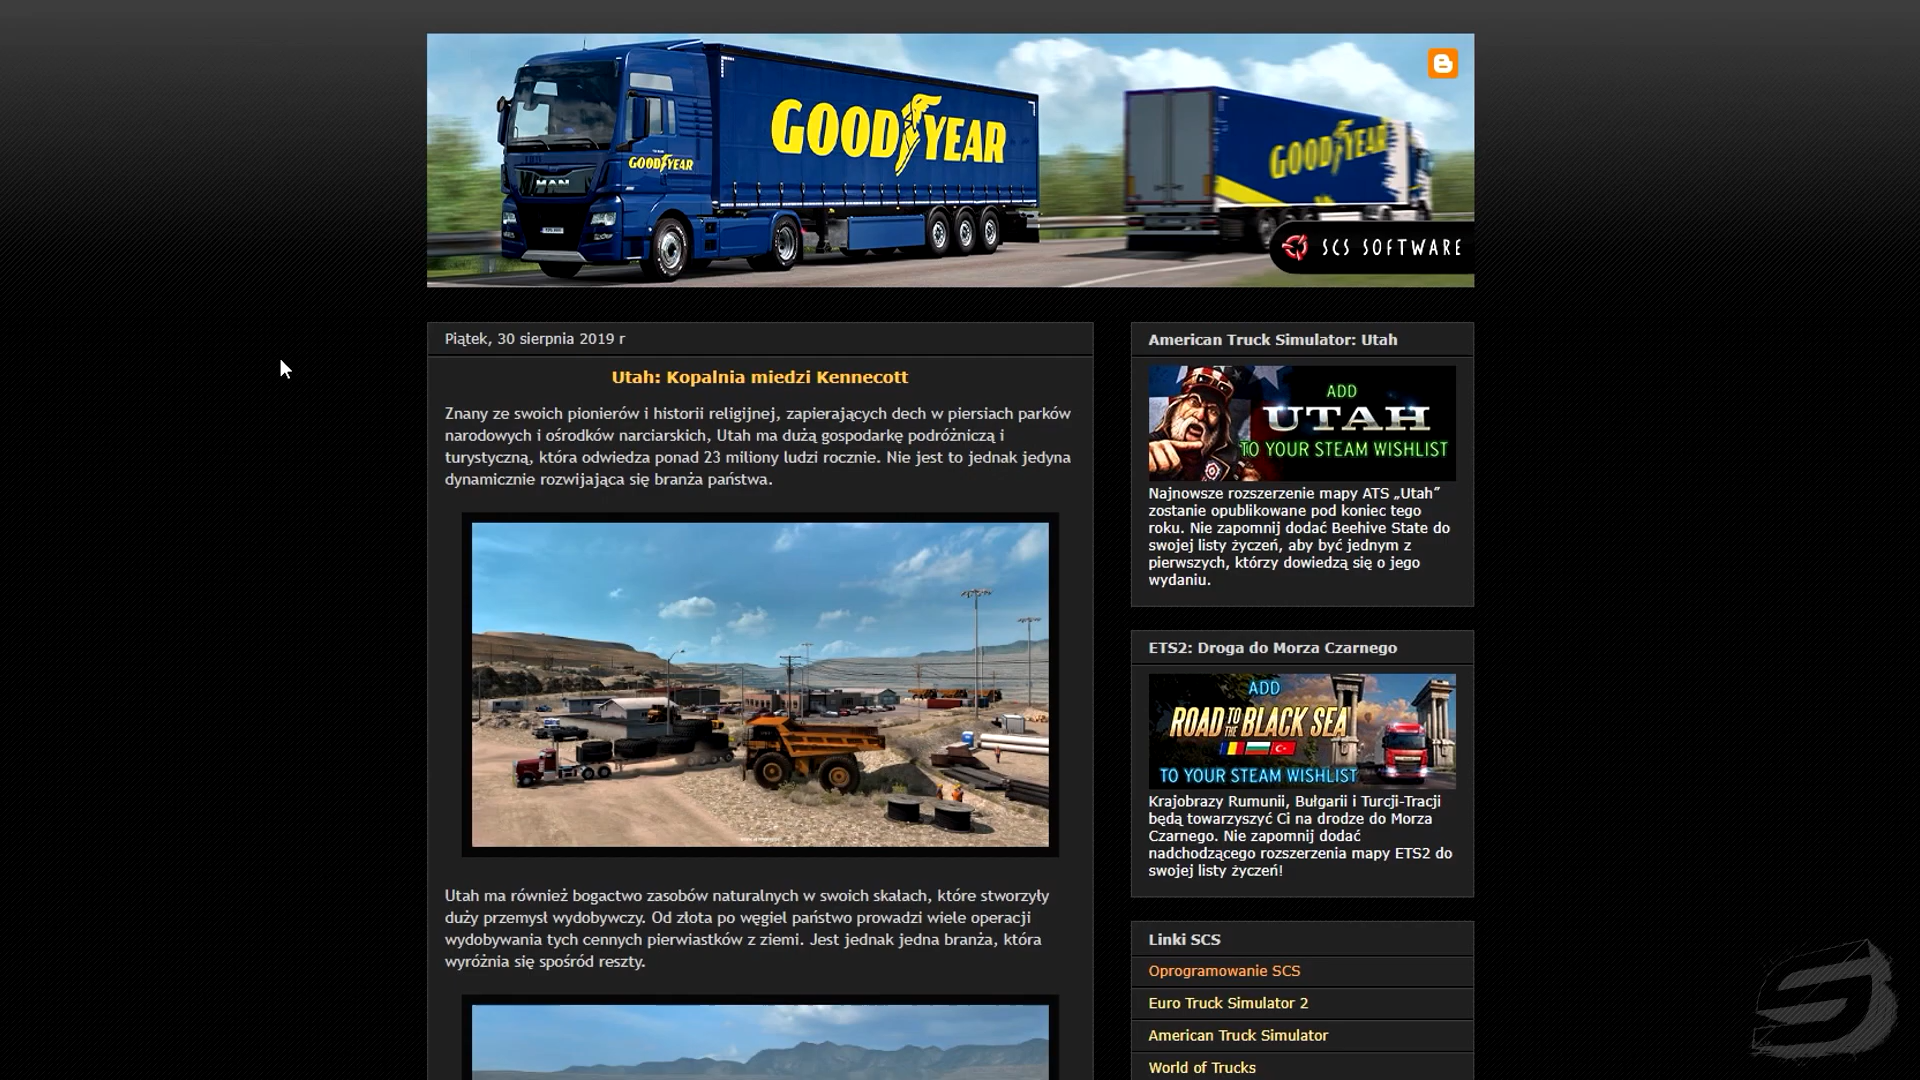 GOODYEAR
GOODYEAR
MAN
GOODYEAR
SCS SOFTWARE
Piątek, 30 sierpnia 2019 r
Utah: Kopalnia miedzi Kennecott
Znany ze swoich pionierów i historii religijnej, zapierających dech w piersiach parków
narodowych i ośrodków narciarskich, Utah ma dużą gospodarkę podróżniczą i
turystyczną, która odwiedza ponad 23 miliony ludzi rocznie. Nie jest to jednak jedyna
dynamicznie rozwijająca się branża państwa.
Utah ma również bogactwo zasobów naturalnych w swoich skałach, które stworzyły
duży przemysł wydobywczy. Od złota po węgiel państwo prowadzi wiele operacji
wydobywania tych cennych pierwiastków z ziemi. Jest jednak jedna branża, która
wyróżnia się spośród reszty.
American Truck Simulator: Utah
ADD
UTAH
TO YOUR STEAM WISHLIST
Najnowsze rozszerzenie mapy ATS „Utah”
zostanie opublikowane pod koniec tego
roku. Nie zapomnij dodać Beehive State do
swojej listy życzeń, aby być jednym z
pierwszych, którzy dowiedzą się o jego
wydaniu.
ETS2: Droga do Morza Czarnego
ADD
ROAD TO THE BLACK SEA
TO YOUR STEAM WISHLIST
Krajobrazy Rumunii, Bułgarii i Turcji-Tracji
będą towarzyszyć Ci na drodze do Morza
Czarnego. Nie zapomnij dodać
nadchodzącego rozszerzenia mapy ETS2 do
swojej listy życzeń!
Linki SCS
Oprogramowanie SCS
Euro Truck Simulator 2
American Truck Simulator
World of Trucks